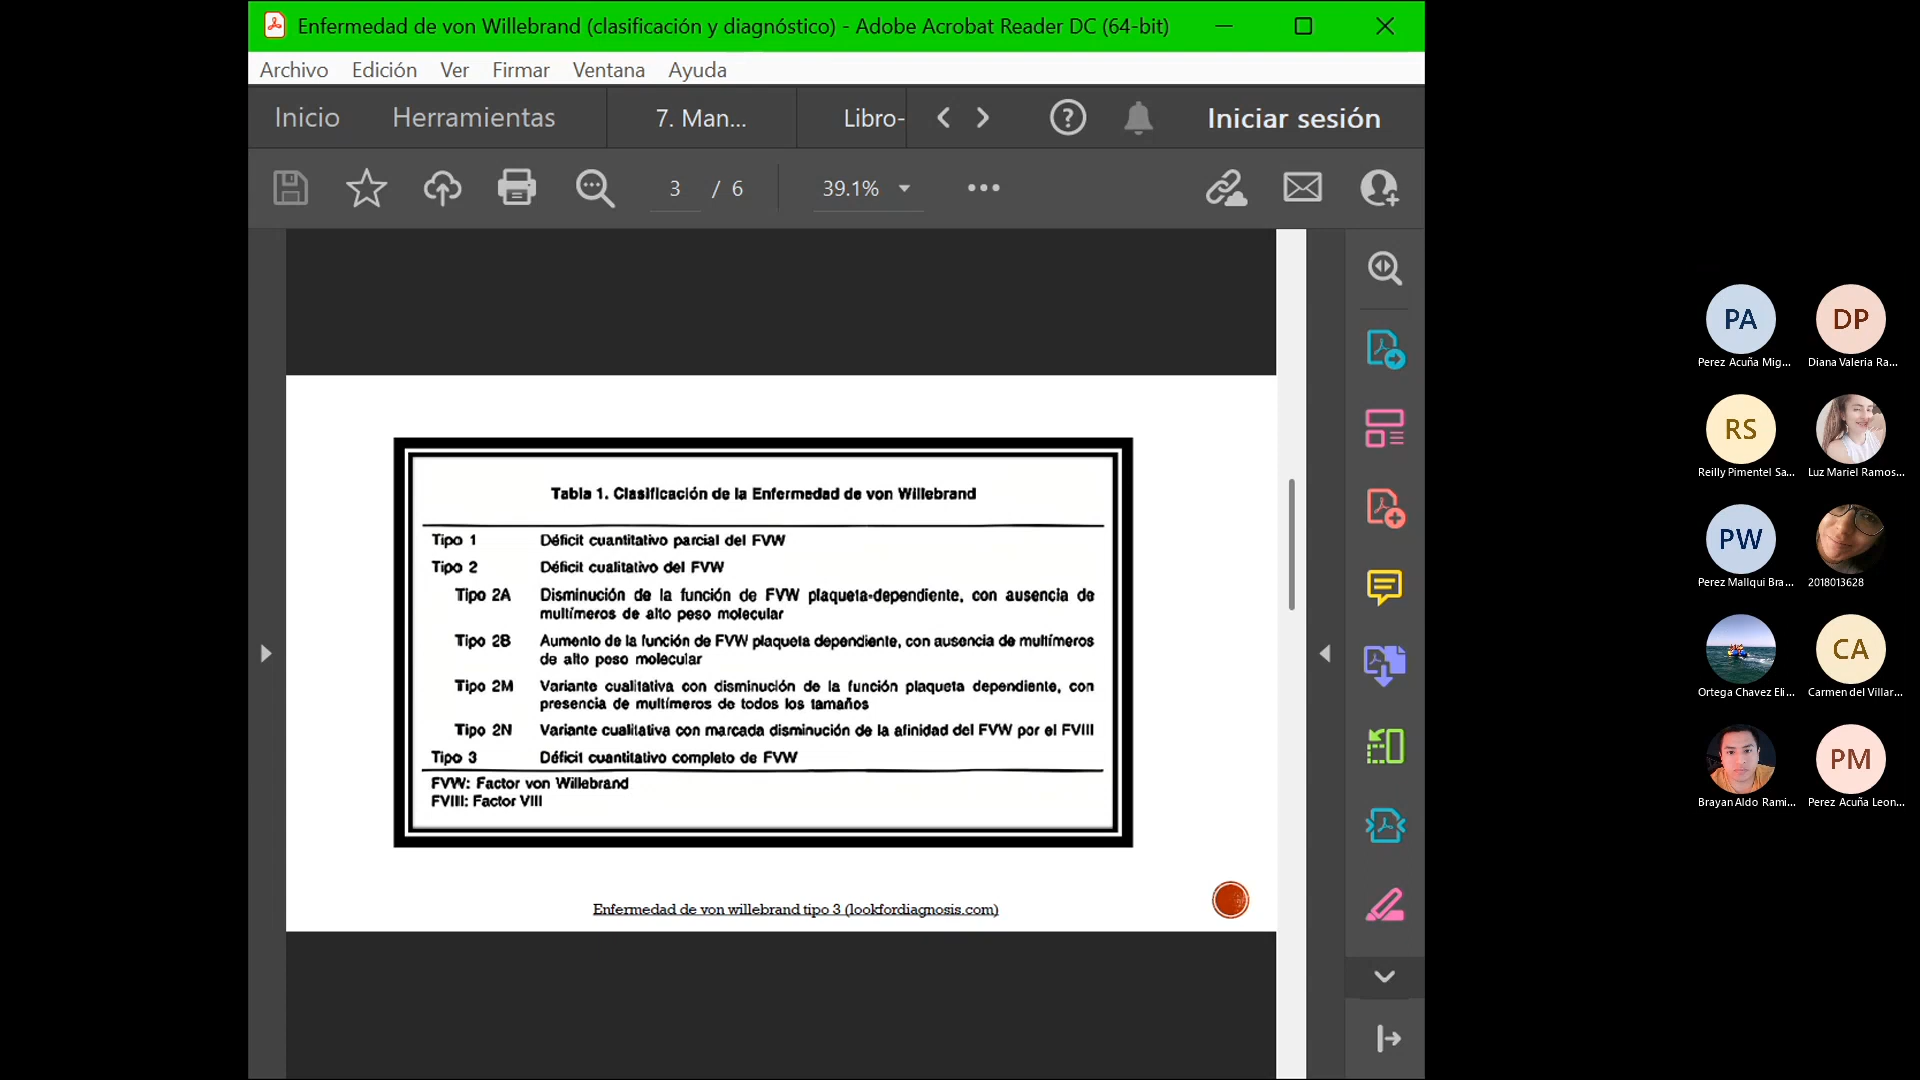 Enfermedad de von Willebrand (clasificación y diagnóstico) - Adobe Acrobat Reader DC (64-bit)
Archivo Edición Ver Firmar Ventana Ayuda
Inicio Herramientas 7. Man... Libro- Iniciar sesión
3 / 6 39.1%
Tabla 1. Clasificación de la Enfermedad de von Willebrand
Tipo 1 Déficit cuantitativo parcial del FVW
Tipo 2 Déficit cualitativo del FVW
Tipo 2A Disminución de la función de FVW plaqueta-dependiente, con ausencia de
multímeros de alto peso molecular
Tipo 2B Aumento de la función de FVW plaqueta dependiente, con ausencia de multímeros
de alto peso molecular
Tipo 2M Variante cualitativa con disminución de la función plaqueta dependiente, con
presencia de multímeros de todos los tamaños
Tipo 2N Variante cualitativa con marcada disminución de la afinidad del FVW por el FVIII
Tipo 3 Déficit cuantitativo completo de FVW
FVW: Factor von Willebrand
FVIII: Factor VIII
Enfermedad de von willebrand tipo 3 (lookfordiagnosis.com)
PA DP
Perez Acuña Mig... Diana Valeria Ra...
RS
Reilly Pimentel Sa... Luz Mariel Ramos...
PW
Perez Mallqui Bra... 2018013628
CA
Ortega Chavez Eli... Carmen del Villar...
PM
Brayan Aldo Rami... Perez Acuña Leon...